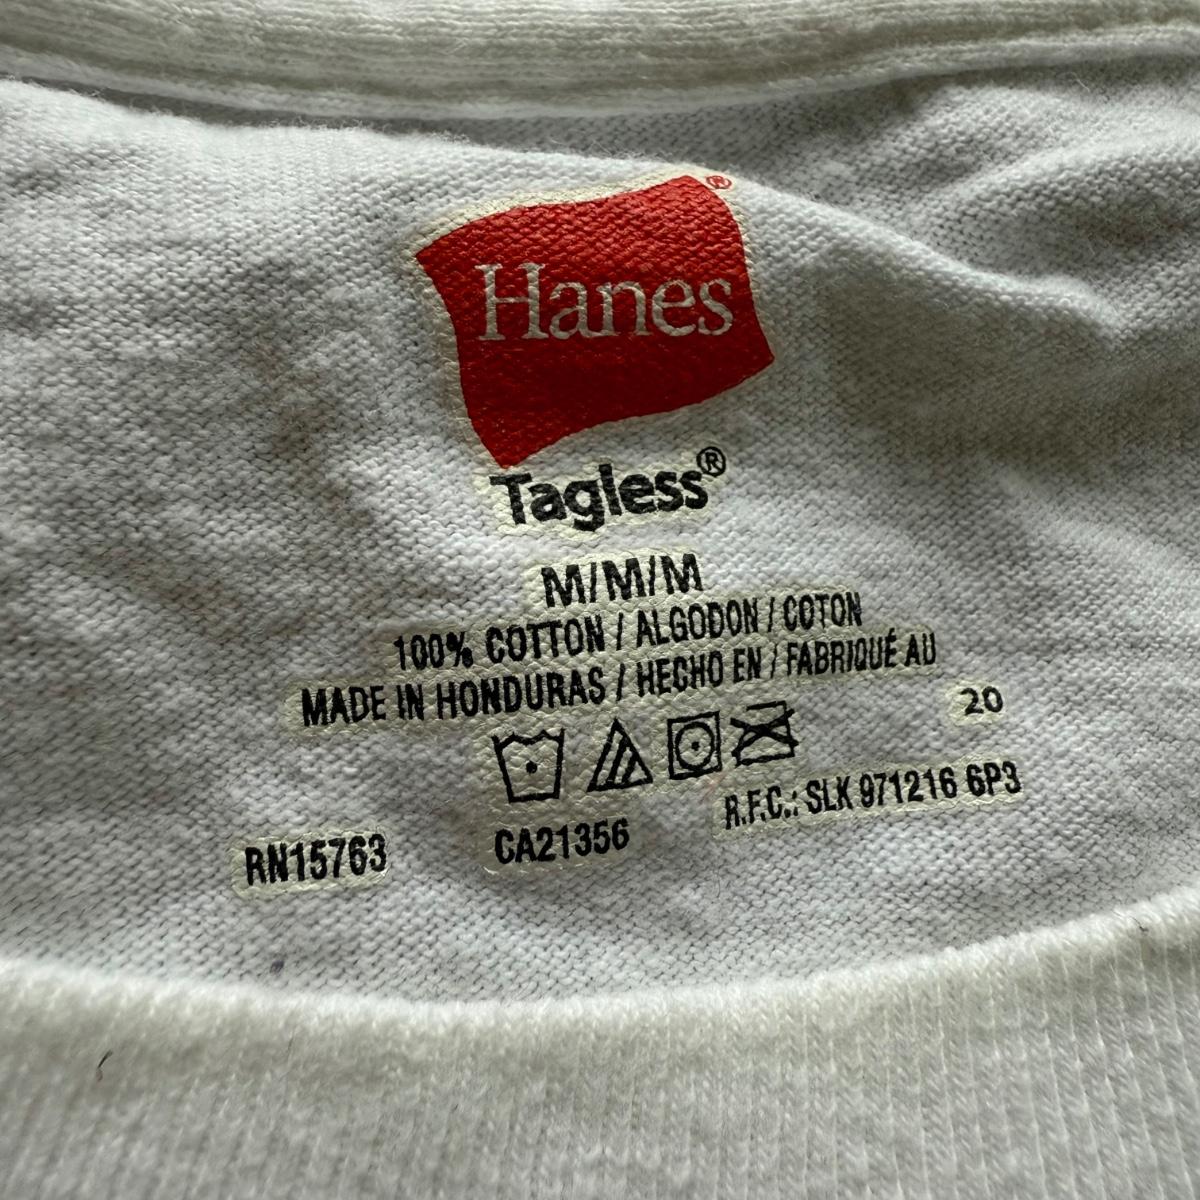 Hanes®
Tagless®
M/M/M
100% COTTON / ALGODON / COTON
MADE IN HONDURAS / HECHO EN / FABRIQUÉ AU
20
R.F.C.: SLK 971216 6P3
RN15763
CA21356